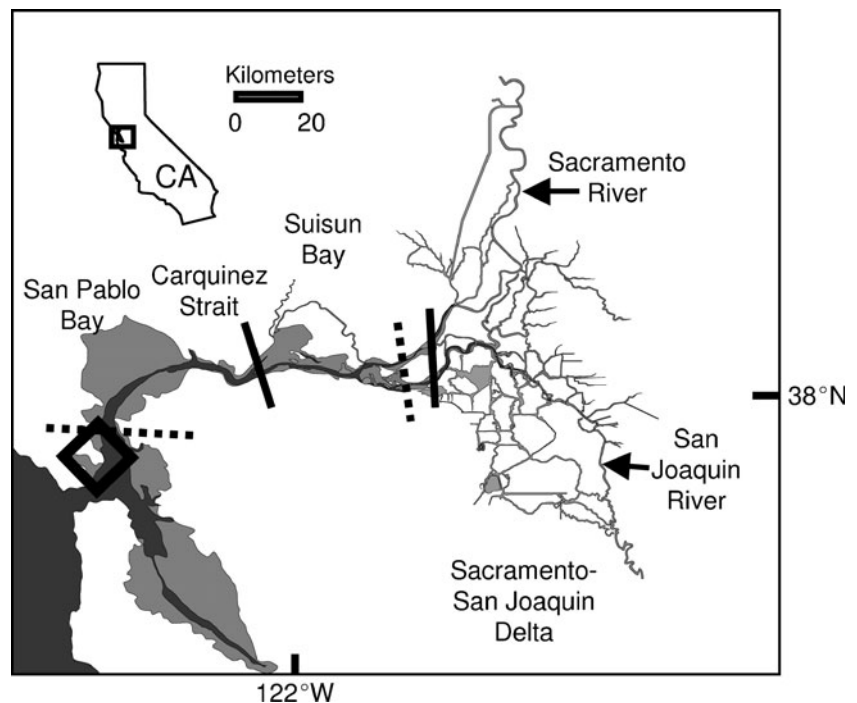 Kilometers
0 20
CA
Sacramento
River
Suisun
Bay
Carquinez
Strait
San Pablo
Bay
38°N
San
Joaquin
River
Sacramento-
San Joaquin
Delta
122°W